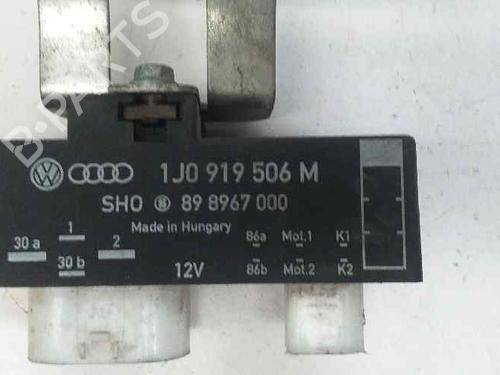 B-PARTS
1J0 919 506 M
SHO 89 8967 000
Made in Hungary
30 a 1 2 86a Mot.1 K1
30 b 12V 86b Mot.2 K2